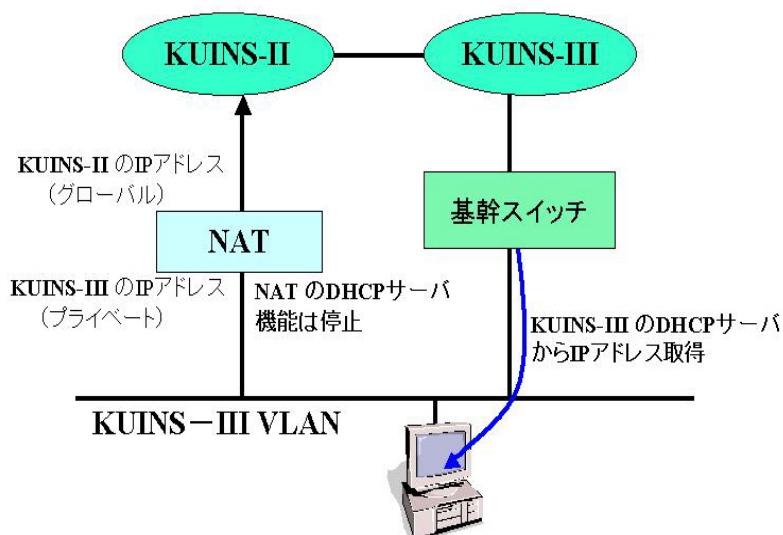 KUINS-II
KUINS-III
KUINS-II のIPアドレス
(グローバル)
基幹スイッチ
NAT
KUINS-III のIPアドレス
(プライベート)
NAT のDHCPサーバ
機能は停止
KUINS-III のDHCPサーバ
からIPアドレス取得
KUINS-III VLAN